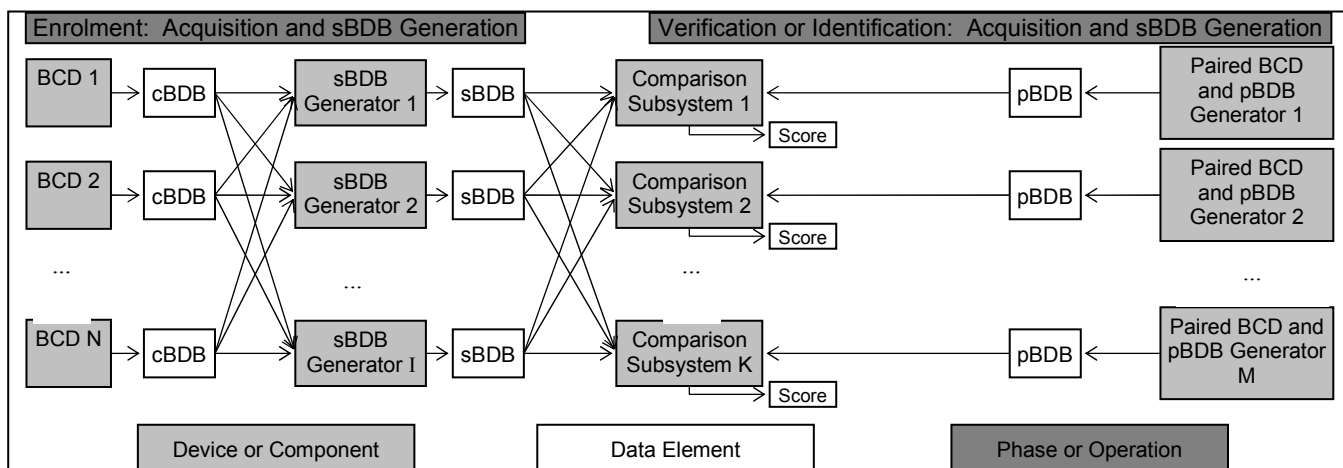 Enrolment: Acquisition and sBDB Generation
Verification or Identification: Acquisition and sBDB Generation
BCD 1
cBDB
sBDB
Generator 1
sBDB
Comparison
Subsystem 1
Score
pBDB
Paired BCD
and pBDB
Generator 1
BCD 2
cBDB
sBDB
Generator 2
sBDB
Comparison
Subsystem 2
Score
pBDB
Paired BCD
and pBDB
Generator 2
...
...
...
...
BCD N
cBDB
sBDB
Generator I
sBDB
Comparison
Subsystem K
Score
pBDB
Paired BCD and
pBDB Generator
M
Device or Component
Data Element
Phase or Operation